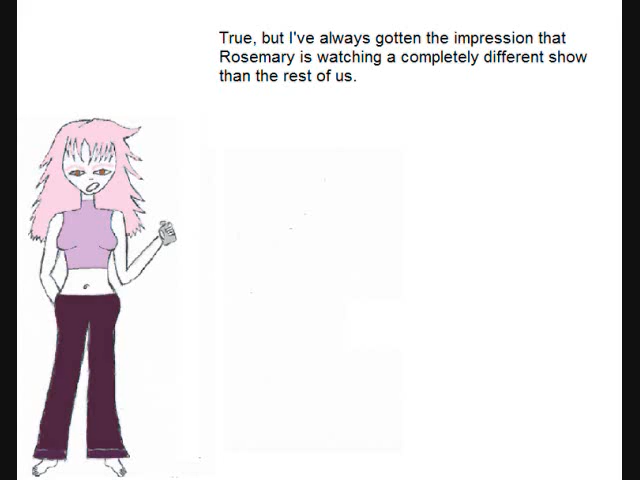 True, but I've always gotten the impression that
Rosemary is watching a completely different show
than the rest of us.